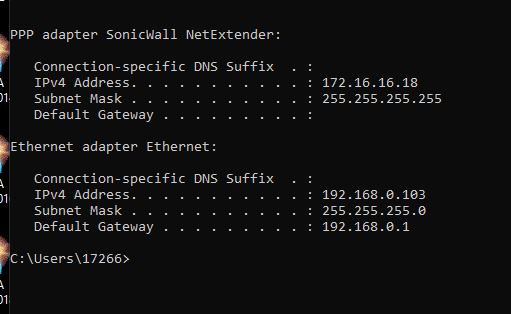 PPP adapter SonicWall NetExtender:
Connection-specific DNS Suffix  . :
IPv4 Address. . . . . . . . . . . : 172.16.16.18
Subnet Mask . . . . . . . . . . . : 255.255.255.255
Default Gateway . . . . . . . . . :
Ethernet adapter Ethernet:
Connection-specific DNS Suffix  . :
IPv4 Address. . . . . . . . . . . : 192.168.0.103
Subnet Mask . . . . . . . . . . . : 255.255.255.0
Default Gateway . . . . . . . . . : 192.168.0.1
C:\Users\17266>